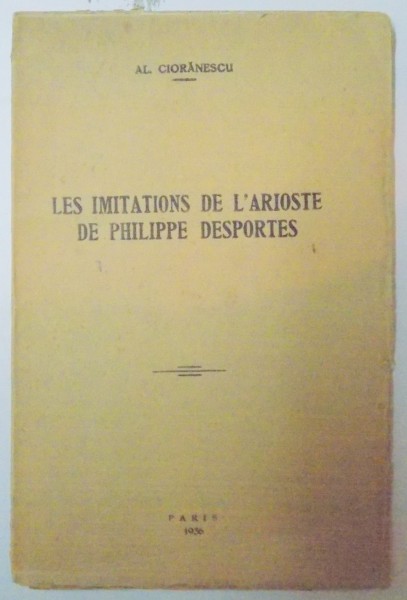 AL. CIORĂNESCU
LES IMITATIONS DE L'ARIOSTE
DE PHILIPPE DESPORTES
PARIS
1936